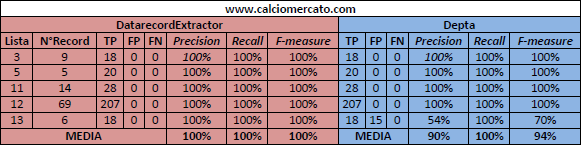 www.calciomercato.com
DatarecordExtractor Depta
Lista N°Record TP FP FN Precision Recall F-measure TP FP FN Precision Recall F-measure
3 9 18 0 0 100% 100% 100% 18 0 0 100% 100% 100%
5 5 20 0 0 100% 100% 100% 20 0 0 100% 100% 100%
11 14 28 0 0 100% 100% 100% 28 0 0 100% 100% 100%
12 69 207 0 0 100% 100% 100% 207 0 0 100% 100% 100%
13 6 18 0 0 100% 100% 100% 18 15 0 54% 100% 70%
MEDIA 100% 100% 100% MEDIA 90% 100% 94%